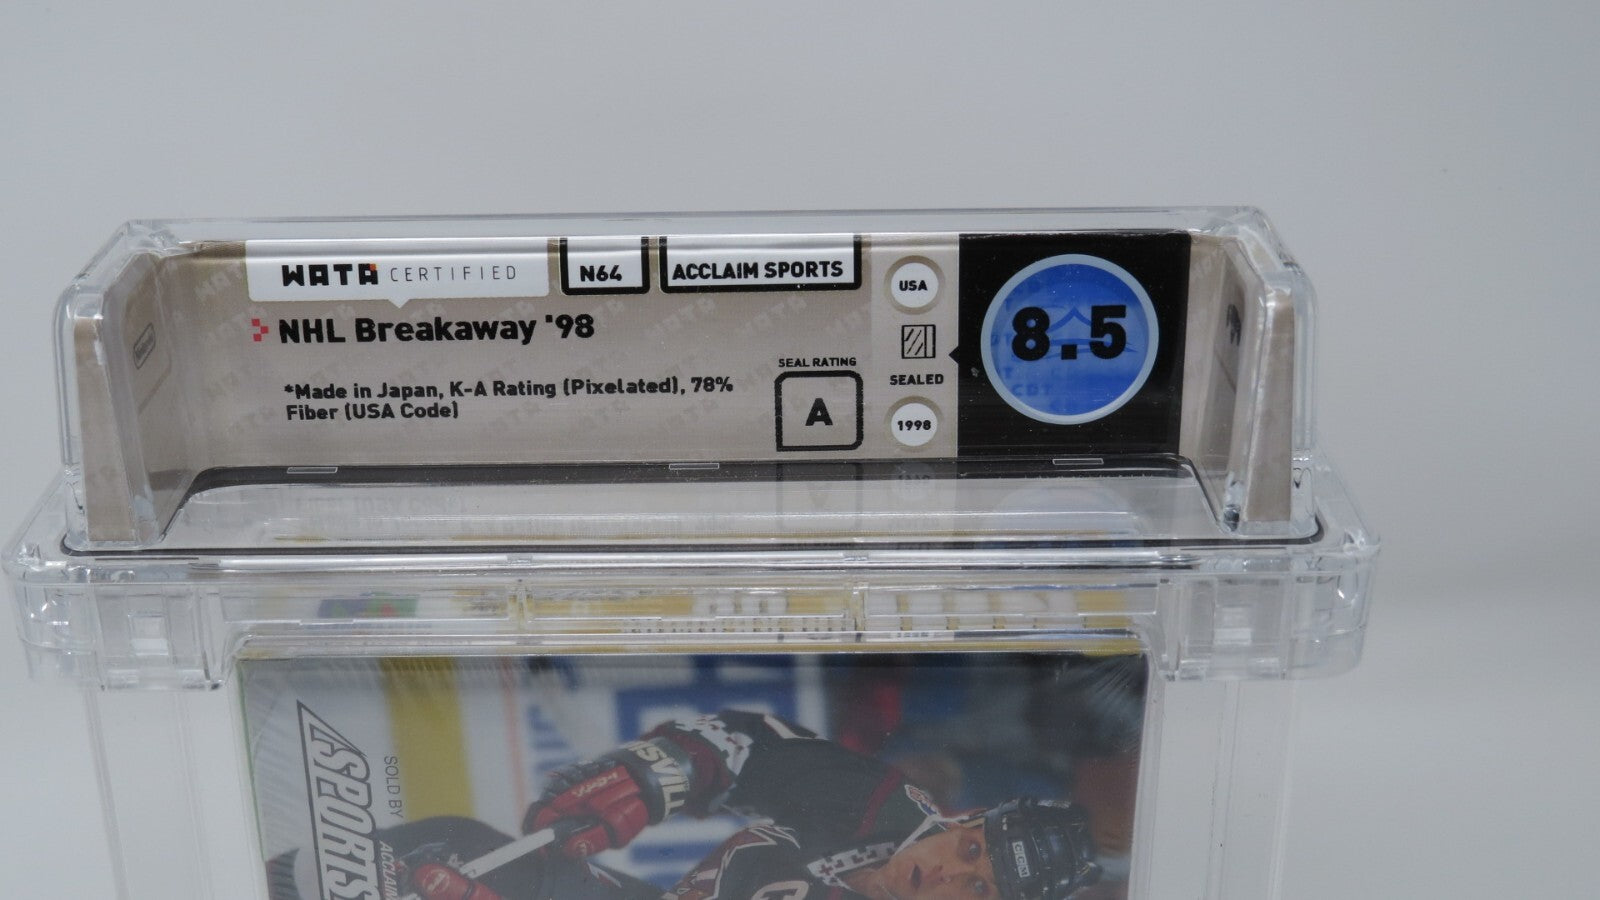 WATA CERTIFIED
N64
ACCLAIM SPORTS
NHL Breakaway '98
*Made in Japan, K-A Rating (Pixelated), 78%
Fiber (USA Code)
SEAL RATING
A
USA
SEALED
1998
8.5
SOLD BY
SPORTS
CCM